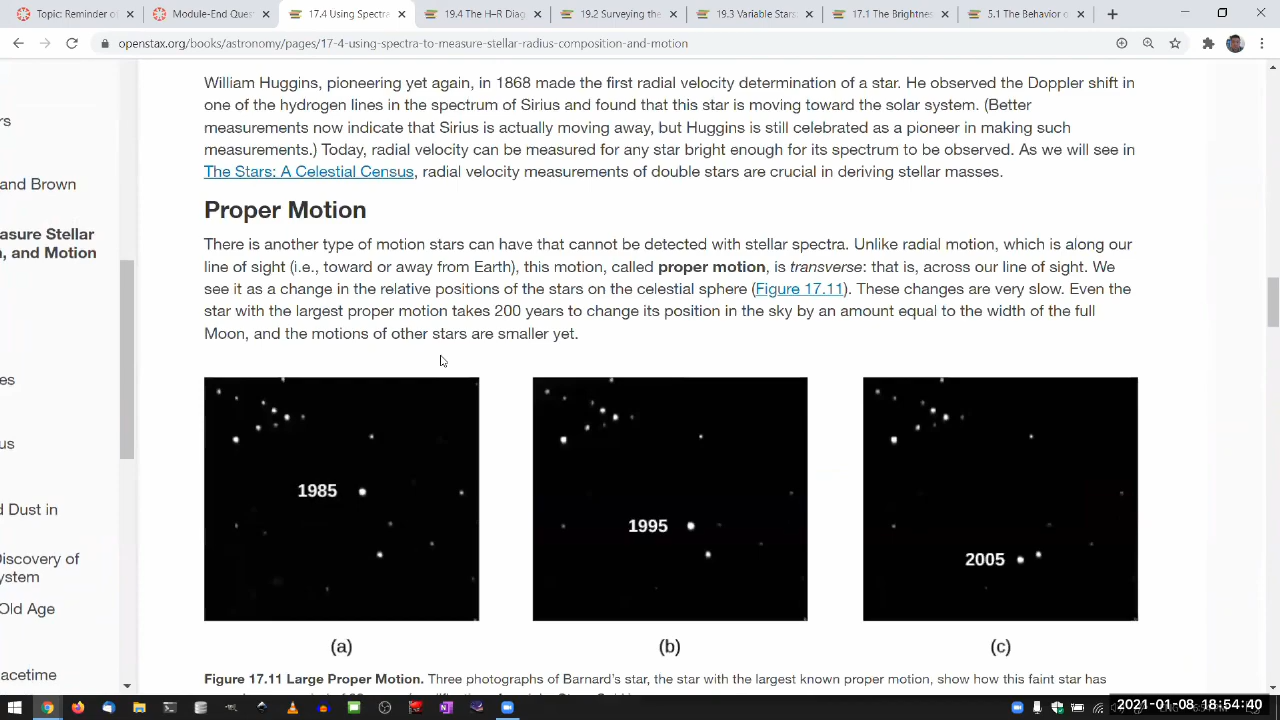 Topic: Reminder of
Module-End Ques
17.4 Using Spectra
19.4 The H–R Diag
19.2 Surveying the
19.3 Variable Stars
17.1 The Brightnes
5.1 The Behavior o
openstax.org/books/astronomy/pages/17-4-using-spectra-to-measure-stellar-radius-composition-and-motion
rs
and Brown
asure Stellar
n, and Motion
es
us
d Dust in
Discovery of
ystem
Old Age
acetime
William Huggins, pioneering yet again, in 1868 made the first radial velocity determination of a star. He observed the Doppler shift in
one of the hydrogen lines in the spectrum of Sirius and found that this star is moving toward the solar system. (Better
measurements now indicate that Sirius is actually moving away, but Huggins is still celebrated as a pioneer in making such
measurements.) Today, radial velocity can be measured for any star bright enough for its spectrum to be observed. As we will see in
The Stars: A Celestial Census, radial velocity measurements of double stars are crucial in deriving stellar masses.
Proper Motion
There is another type of motion stars can have that cannot be detected with stellar spectra. Unlike radial motion, which is along our
line of sight (i.e., toward or away from Earth), this motion, called proper motion, is transverse: that is, across our line of sight. We
see it as a change in the relative positions of the stars on the celestial sphere (Figure 17.11). These changes are very slow. Even the
star with the largest proper motion takes 200 years to change its position in the sky by an amount equal to the width of the full
Moon, and the motions of other stars are smaller yet.
1985
1995
2005
(a)
(b)
(c)
Figure 17.11 Large Proper Motion. Three photographs of Barnard's star, the star with the largest known proper motion, show how this faint star has
2021-01-08 18:54:40